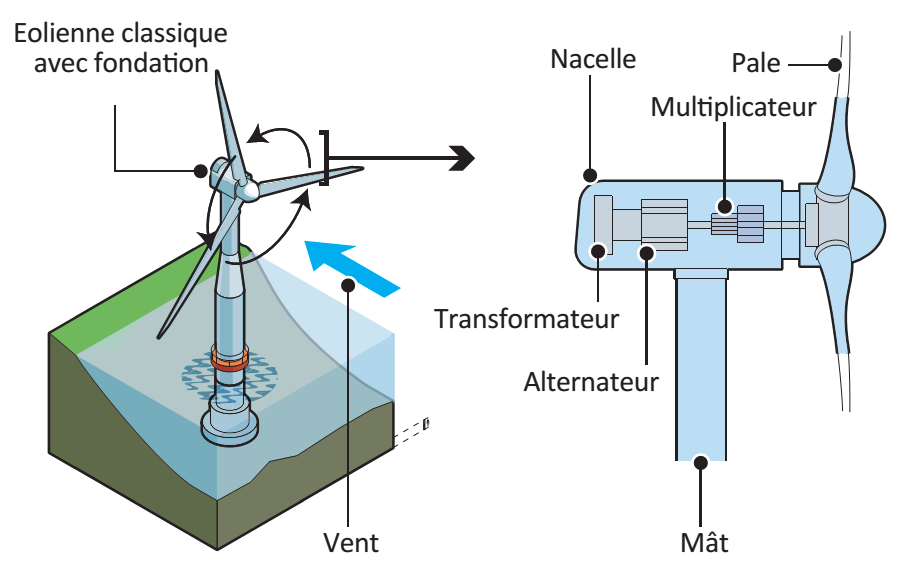 Eolienne classique
avec fondation
Vent
Nacelle
Pale
Multiplicateur
Transformateur
Alternateur
Mât